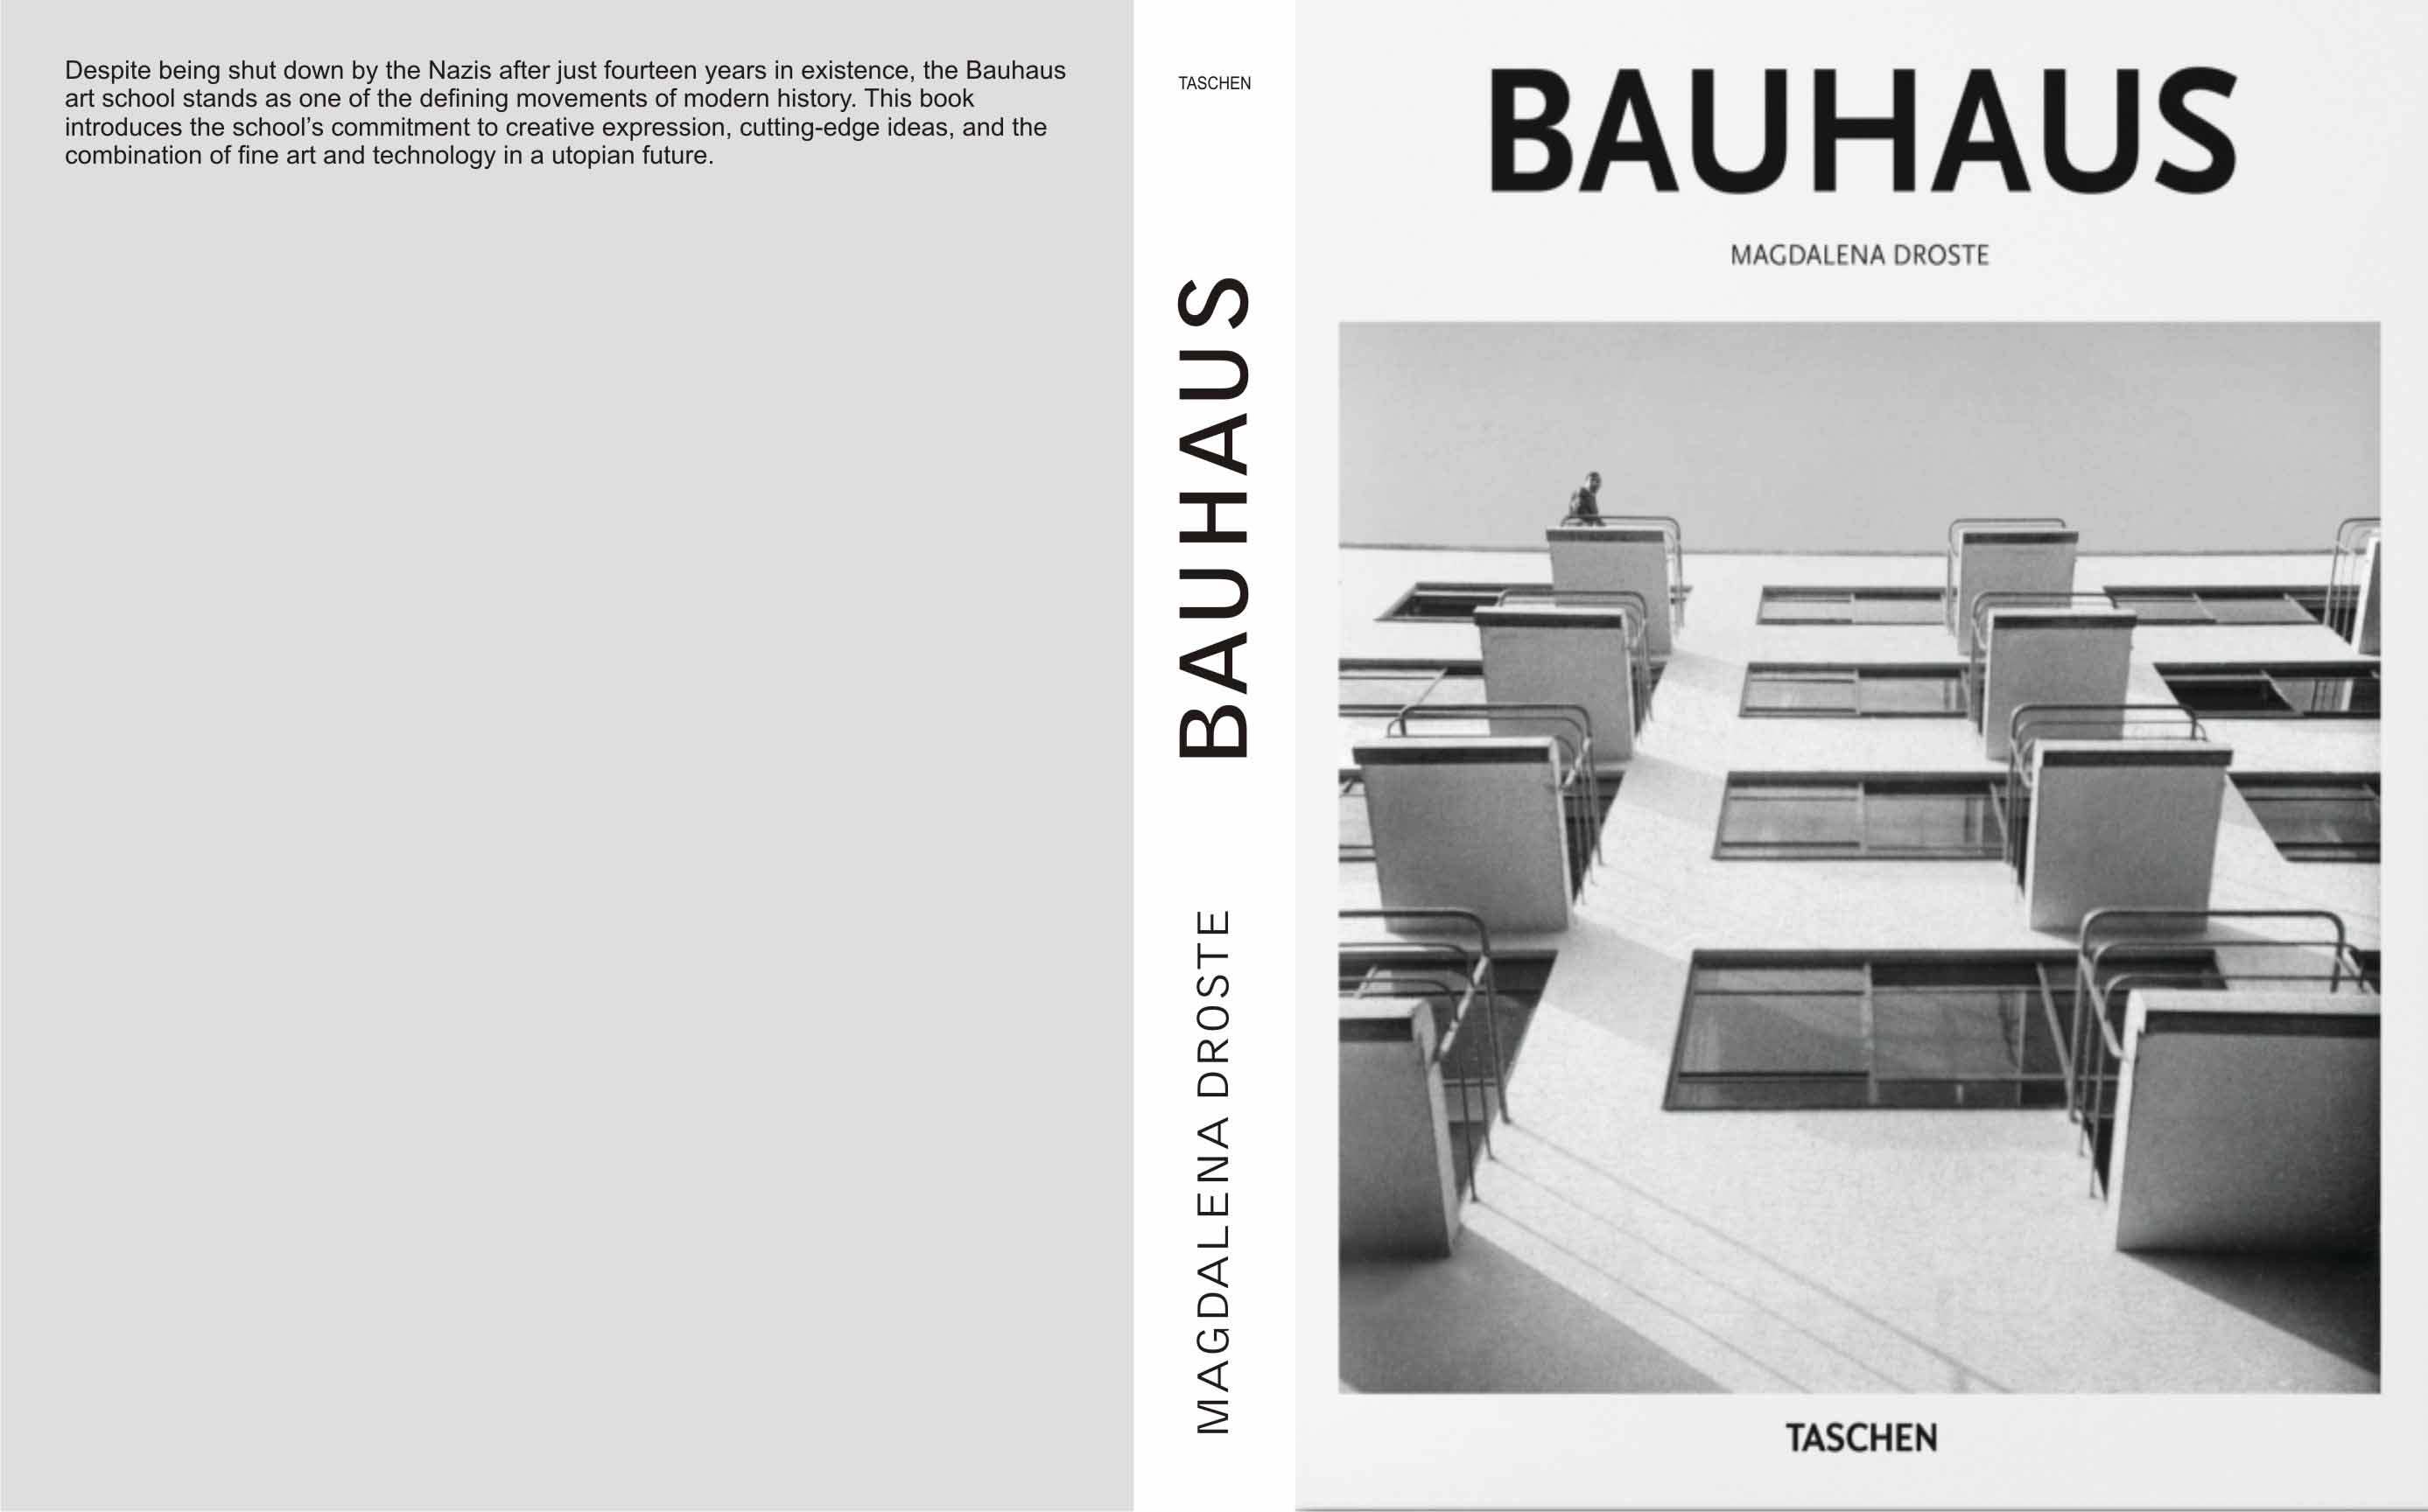 Despite being shut down by the Nazis after just fourteen years in existence, the Bauhaus
art school stands as one of the defining movements of modern history. This book
introduces the school’s commitment to creative expression, cutting-edge ideas, and the
combination of fine art and technology in a utopian future.
TASCHEN
BAUHAUS
MAGDALENA DROSTE
BAUHAUS
MAGDALENA DROSTE
TASCHEN